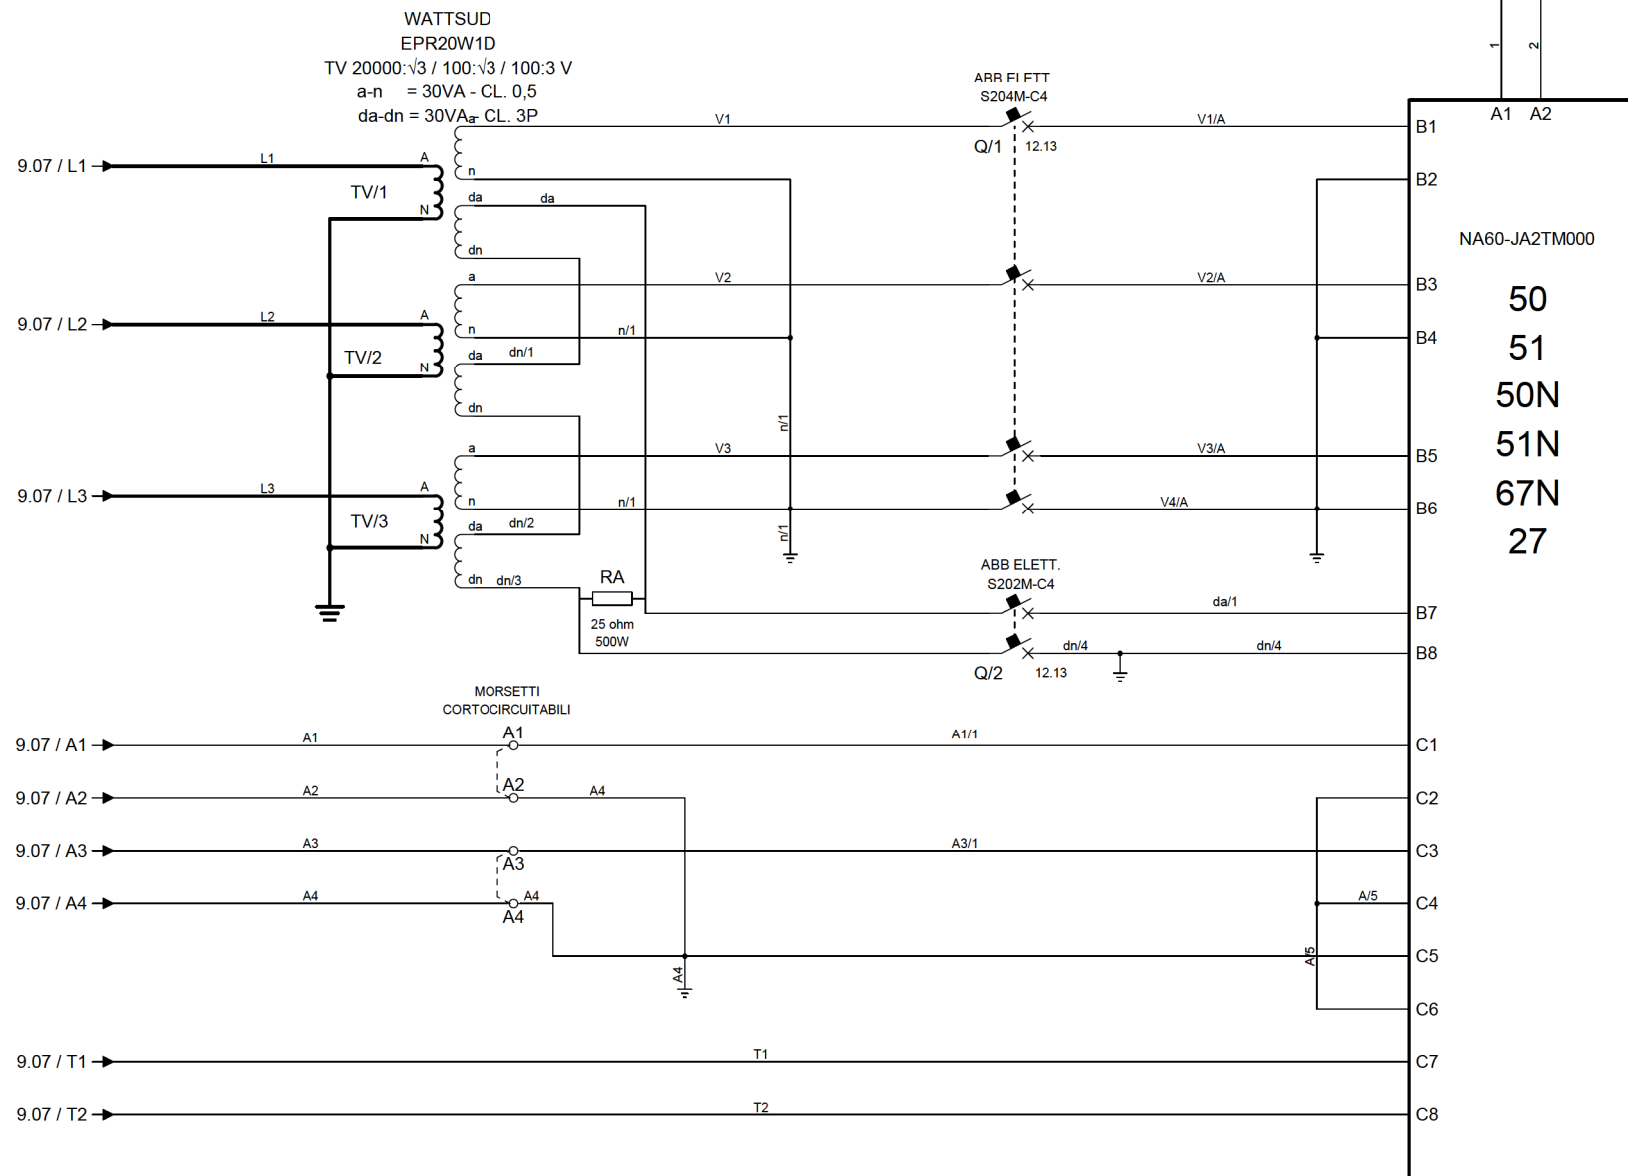 WATTSUD
EPR20W1D
TV 20000:√3 / 100:√3 / 100:3 V
a-n = 30VA - CL. 0,5
da-dn = 30VA - CL. 3P
1
2
A1 A2
ABB ELETT
S204M-C4
Q/1 12.13
a V1 V1/A B1
9.07 / L1 L1 A
TV/1
n B2
N da da
dn
NA60-JA2TM000
50
51
50N
51N
67N
27
a V2 V2/A B3
9.07 / L2 L2 A
n n/1 B4
TV/2
da dn/1
N
dn
n/1
a V3 V3/A B5
9.07 / L3 L3 A
n n/1 V4/A B6
TV/3
da dn/2
n/1
N
dn dn/3
RA
25 ohm
500W
ABB ELETT.
S202M-C4
da/1 B7
dn/4 dn/4 B8
Q/2 12.13
MORSETTI
CORTOCIRCUITABILI
9.07 / A1 A1 A1 A1/1 C1
9.07 / A2 A2 A2 A4 C2
9.07 / A3 A3 A3 A3/1 C3
9.07 / A4 A4 A4 A4 A/5 C4
A/5 C5
A4
C6
9.07 / T1 T1 C7
9.07 / T2 T2 C8